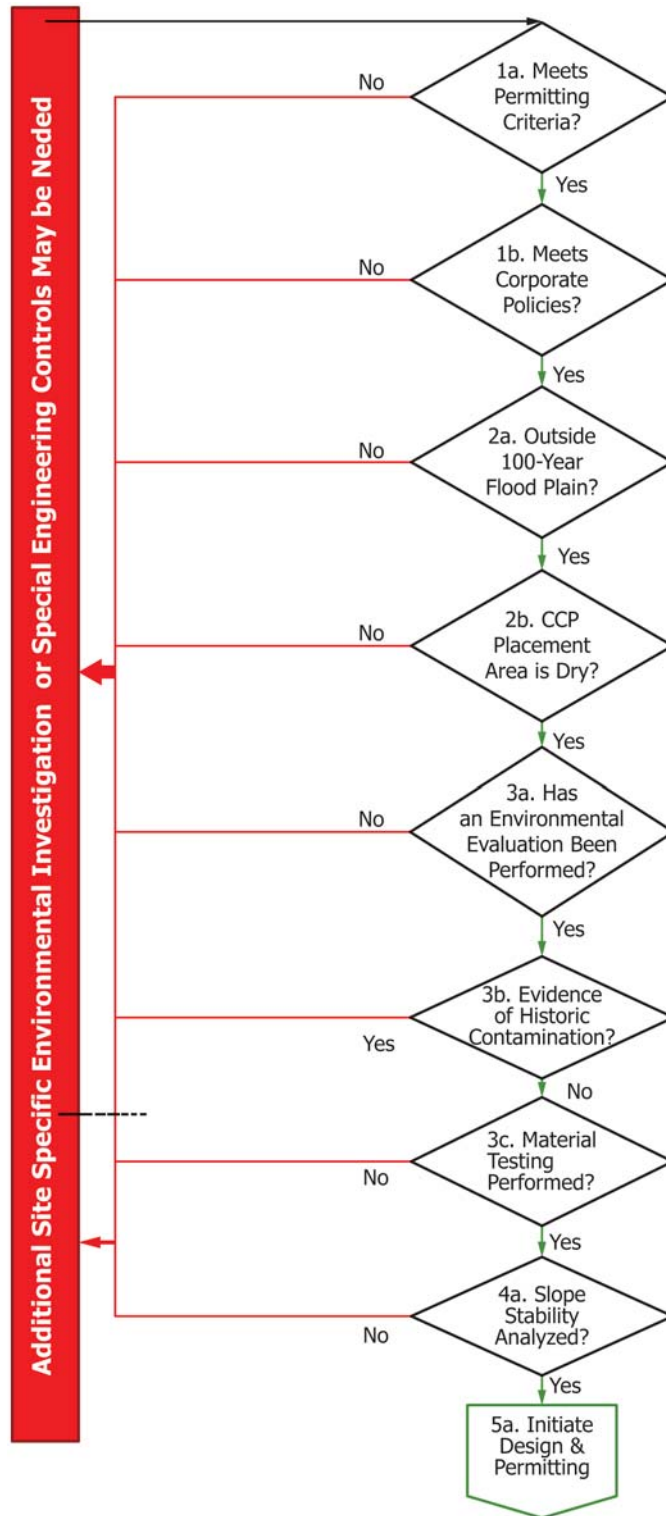 Additional Site Specific Environmental Investigation or Special Engineering Controls May be Neded
1a. Meets
Permitting
Criteria?
No
Yes
1b. Meets
Corporate
Policies?
No
Yes
2a. Outside
100-Year
Flood Plain?
No
Yes
2b. CCP
Placement
Area is Dry?
No
Yes
3a. Has
an Environmental
Evaluation Been
Performed?
No
Yes
3b. Evidence
of Historic
Contamination?
Yes
No
3c. Material
Testing
Performed?
No
Yes
4a. Slope
Stability
Analyzed?
No
Yes
5a. Initiate
Design &
Permitting